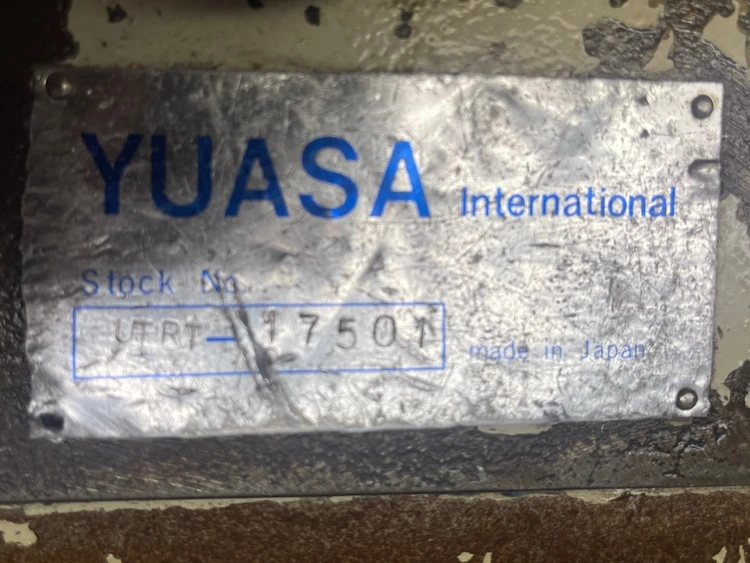 YUASA International
Stock No.
UTRT-17501
made in Japan